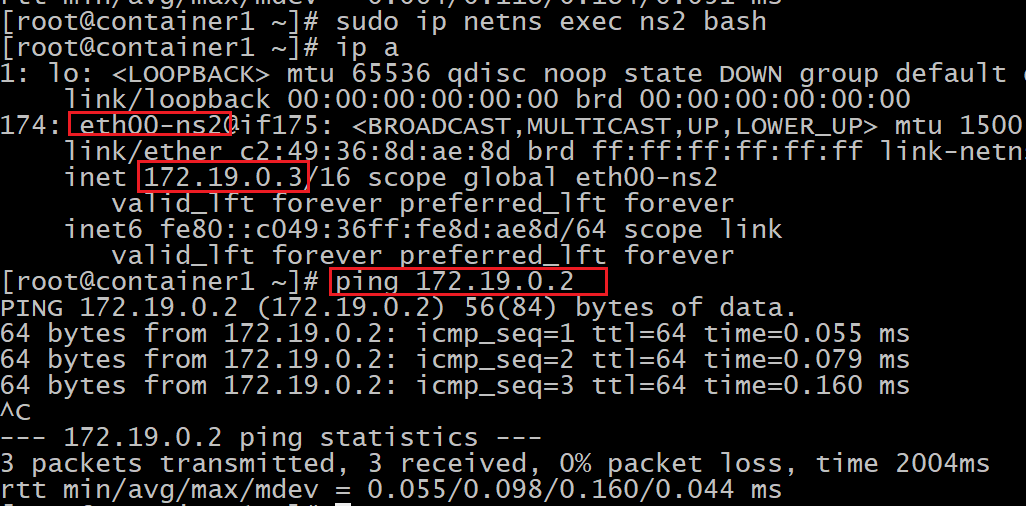 rtt min/avg/max/mdev = 0.064/0.118/0.184/0.091 ms
[root@container1 ~]# sudo ip netns exec ns2 bash
[root@container1 ~]# ip a
1: lo: <LOOPBACK> mtu 65536 qdisc noop state DOWN group default
link/loopback 00:00:00:00:00:00 brd 00:00:00:00:00:00
174: eth00-ns2@if175: <BROADCAST,MULTICAST,UP,LOWER_UP> mtu 1500
link/ether c2:49:36:8d:ae:8d brd ff:ff:ff:ff:ff:ff link-netns
inet 172.19.0.3/16 scope global eth00-ns2
valid_lft forever preferred_lft forever
inet6 fe80::c049:36ff:fe8d:ae8d/64 scope link
valid_lft forever preferred_lft forever
[root@container1 ~]# ping 172.19.0.2
PING 172.19.0.2 (172.19.0.2) 56(84) bytes of data.
64 bytes from 172.19.0.2: icmp_seq=1 ttl=64 time=0.055 ms
64 bytes from 172.19.0.2: icmp_seq=2 ttl=64 time=0.079 ms
64 bytes from 172.19.0.2: icmp_seq=3 ttl=64 time=0.160 ms
^C
--- 172.19.0.2 ping statistics ---
3 packets transmitted, 3 received, 0% packet loss, time 2004ms
rtt min/avg/max/mdev = 0.055/0.098/0.160/0.044 ms